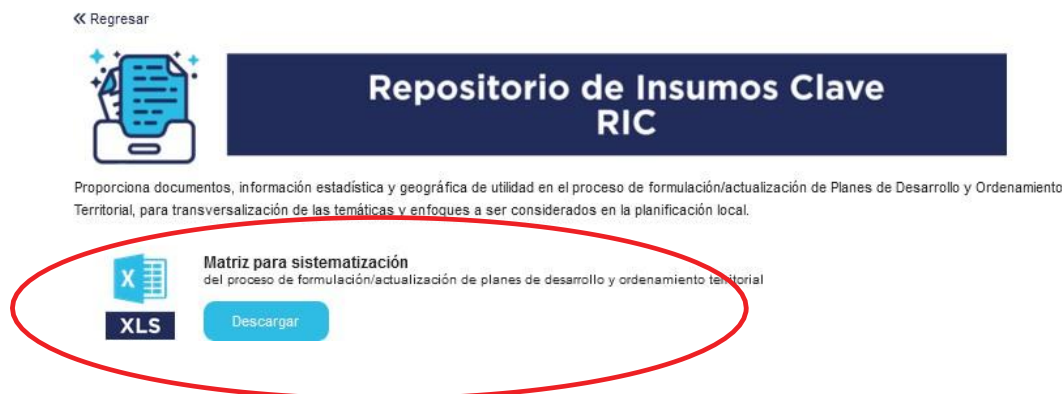 Regresar
Repositorio de Insumos Clave
RIC
Proporciona documentos, información estadística y geográfica de utilidad en el proceso de formulación/actualización de Planes de Desarrollo y Ordenamiento
Territorial, para transversalización de las temáticas y enfoques a ser considerados en la planificación local.
Matriz para sistematización
del proceso de formulación/actualización de planes de desarrollo y ordenamiento territorial
X
XLS
Descargar